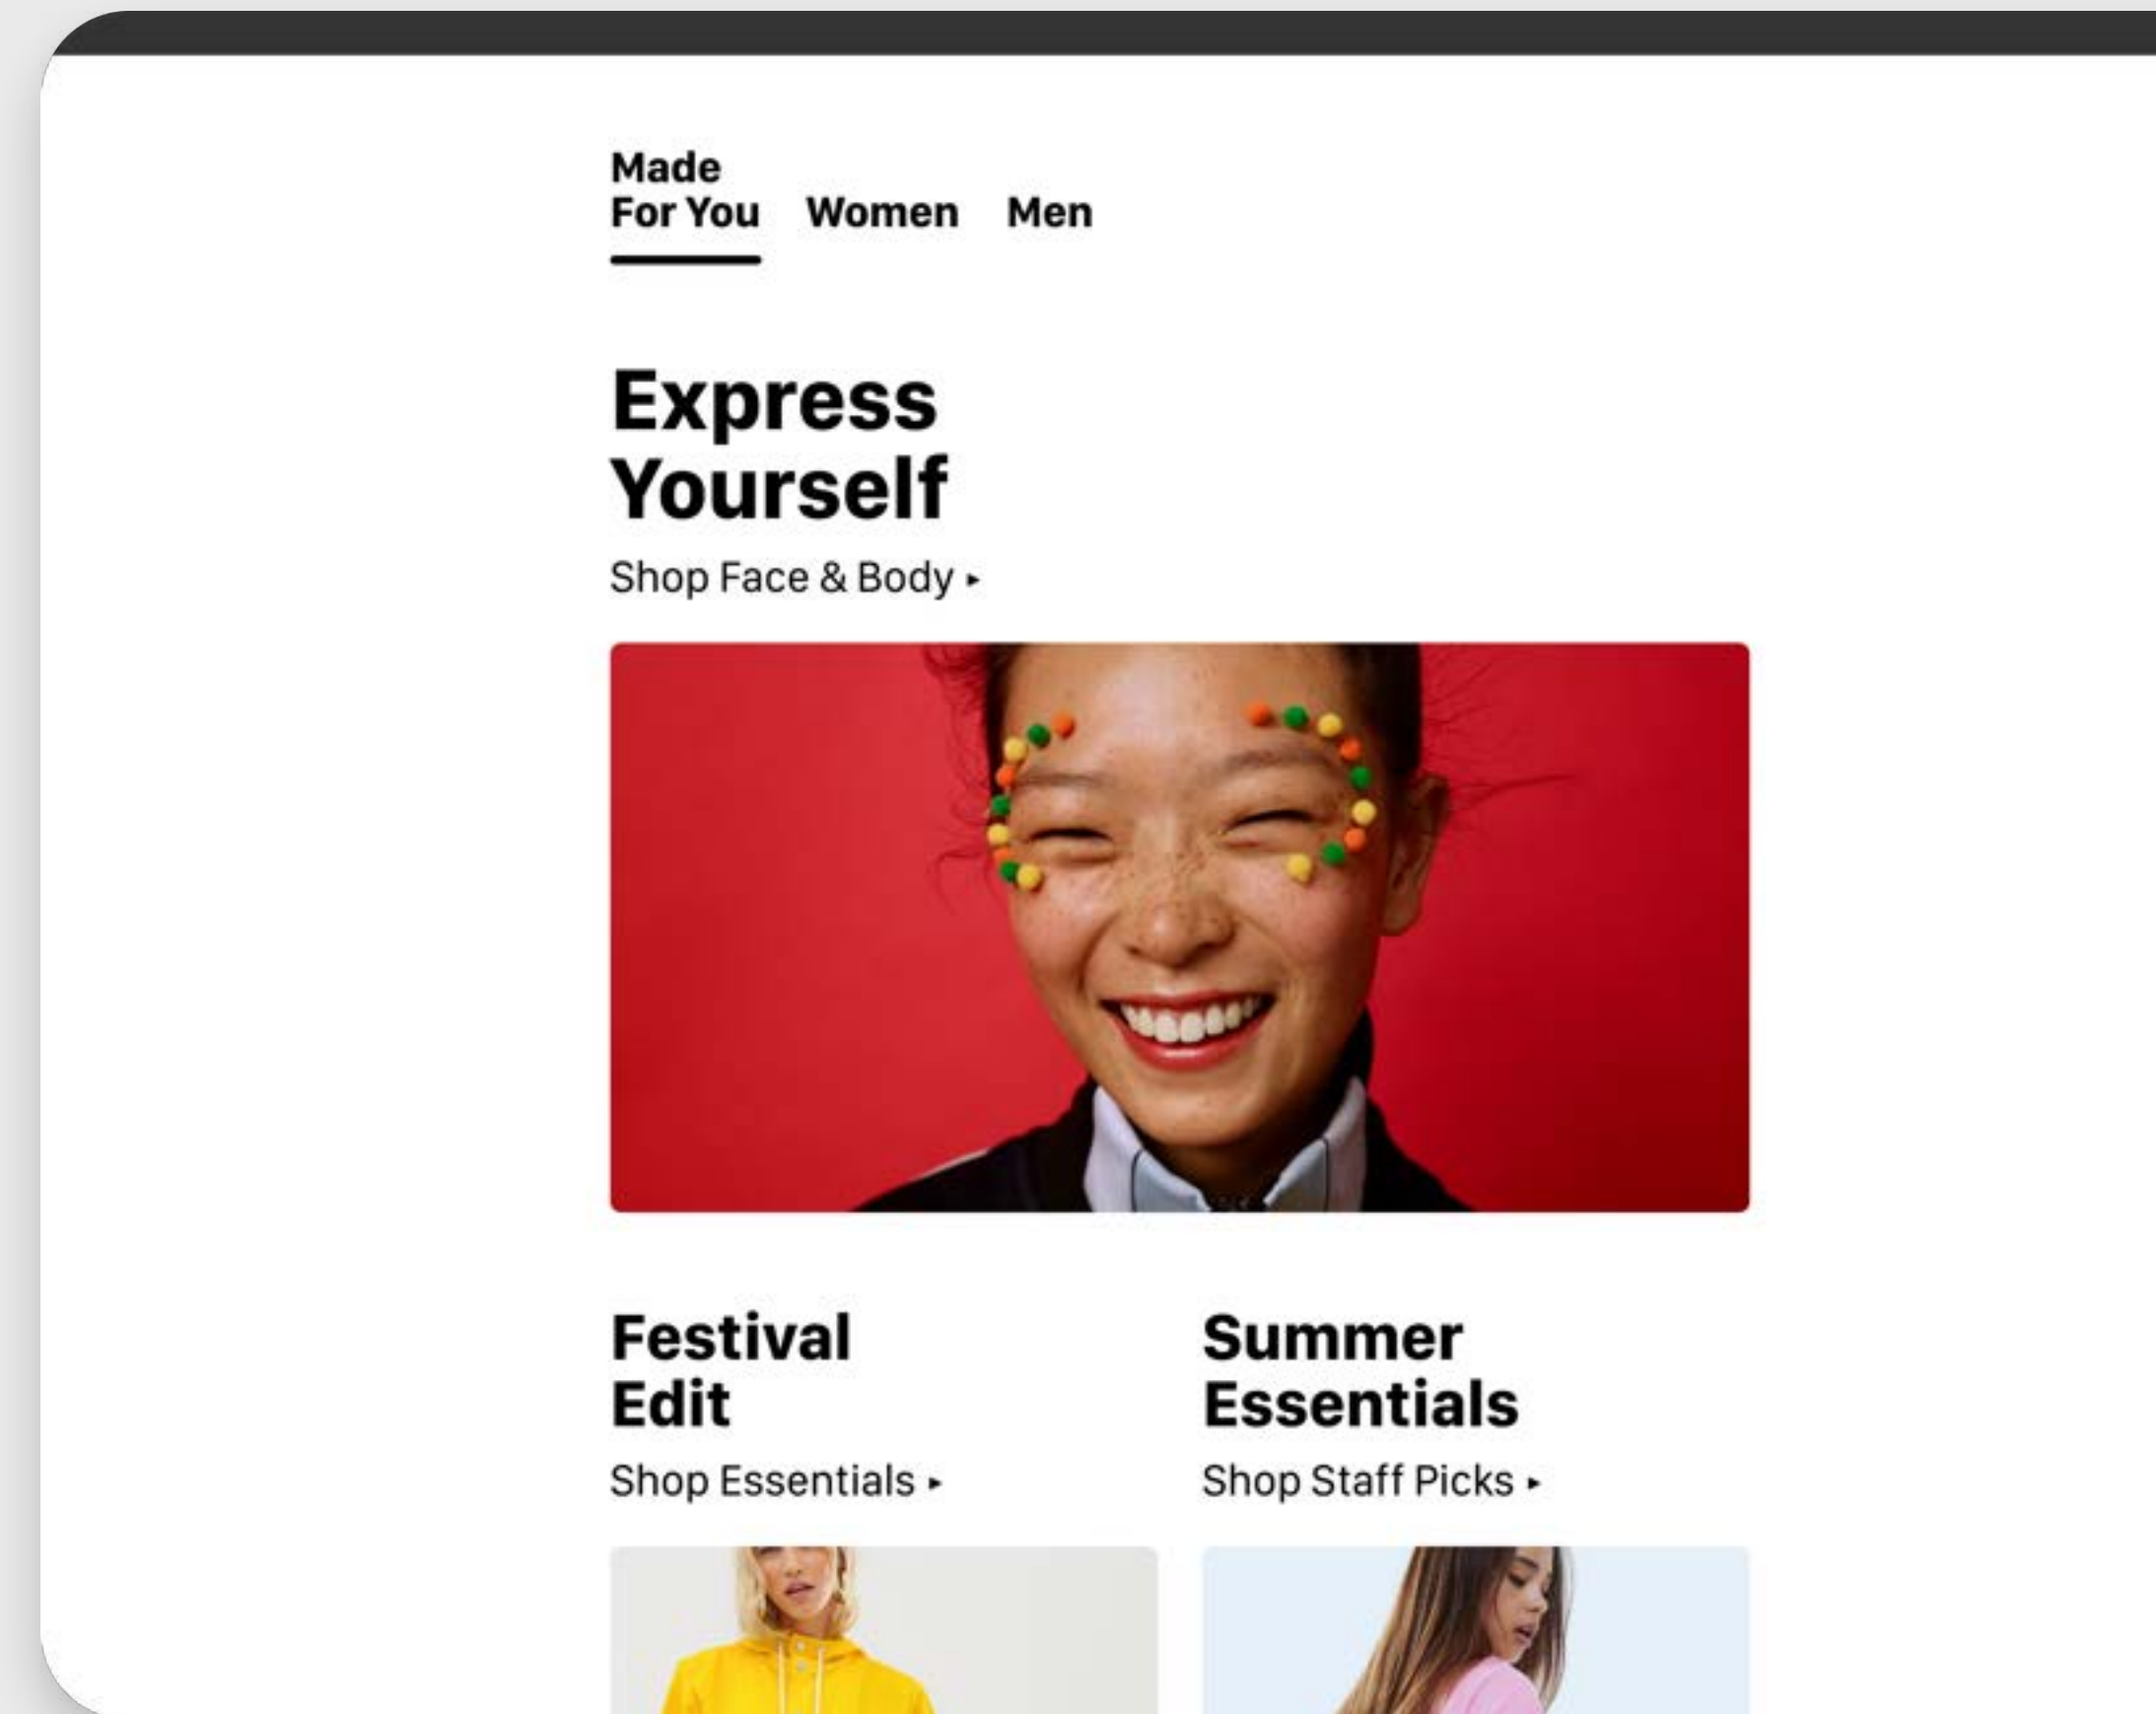 Made
For You Women Men
Express
Yourself
Shop Face & Body ▸
Festival
Edit
Shop Essentials ▸
Summer
Essentials
Shop Staff Picks ▸